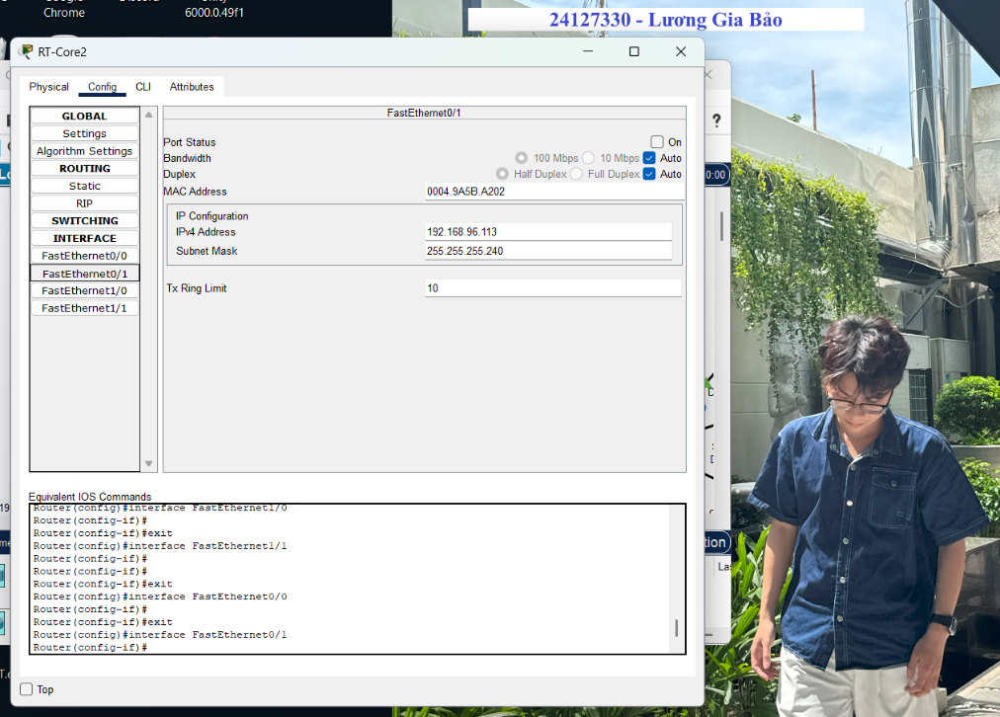 Google
Chrome
Discord
Unity
6000.0.49f1
24127330 - Lương Gia Bảo
RT-Core2
Physical Config CLI Attributes
GLOBAL
Settings
Algorithm Settings
ROUTING
Static
RIP
SWITCHING
INTERFACE
FastEthernet0/0
FastEthernet0/1
FastEthernet1/0
FastEthernet1/1
FastEthernet0/1
Port Status On
Bandwidth 100 Mbps 10 Mbps Auto
Duplex Half Duplex Full Duplex Auto
MAC Address 0004.9A5B.A202
IP Configuration
IPv4 Address 192.168.96.113
Subnet Mask 255.255.255.240
Tx Ring Limit 10
Equivalent IOS Commands
Router(config)#interface FastEthernet1/0
Router(config-if)#
Router(config-if)#exit
Router(config)#interface FastEthernet1/1
Router(config-if)#
Router(config-if)#
Router(config-if)#exit
Router(config)#interface FastEthernet0/0
Router(config-if)#
Router(config-if)#exit
Router(config)#interface FastEthernet0/1
Router(config-if)#
Top
?
0:00
tion